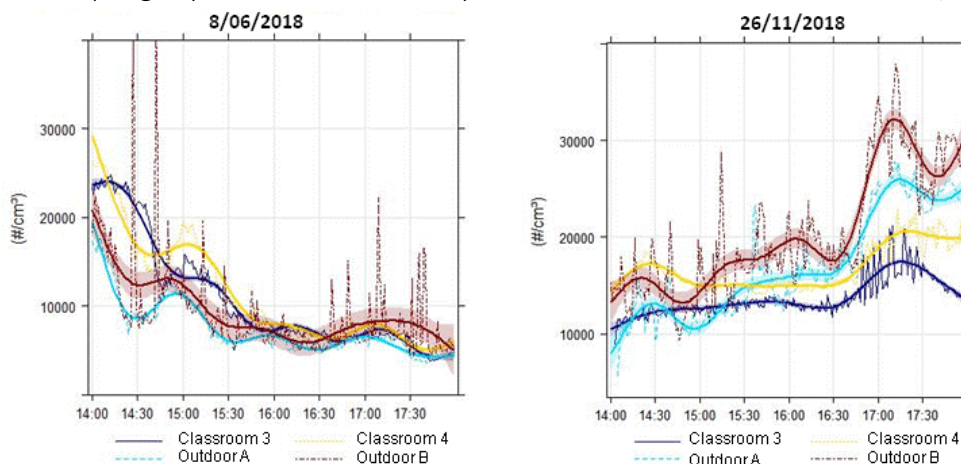 8/06/2018
30000
20000
10000
(#/cm³)
14:00 14:30 15:00 15:30 16:00 16:30 17:00 17:30
Classroom 3 Classroom 4
Outdoor A Outdoor B
26/11/2018
30000
20000
10000
(#/cm³)
14:00 14:30 15:00 15:30 16:00 16:30 17:00 17:30
Classroom 3 Classroom 4
Outdoor A Outdoor B